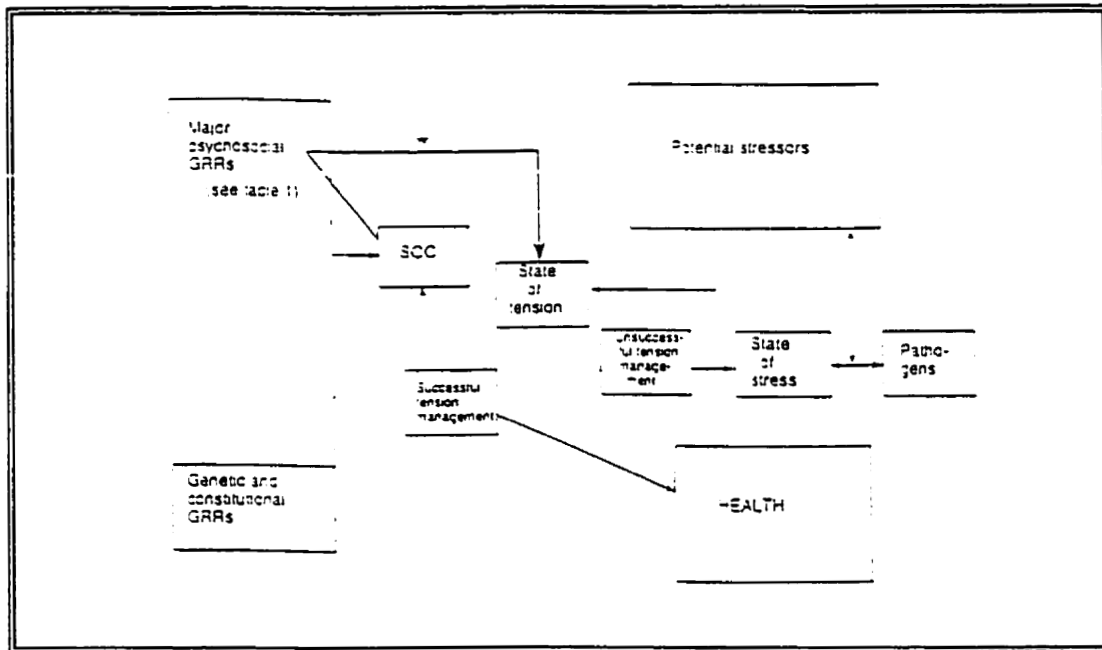 Major
psychosocial
GRRs
(see table 1)
Potential stressors
SOC
State
of
tension
Unsuccess-
ful tension
manage-
ment
State
of
stress
Patho-
gens
Successful
tension
management
Genetic and
constitutional
GRRs
HEALTH